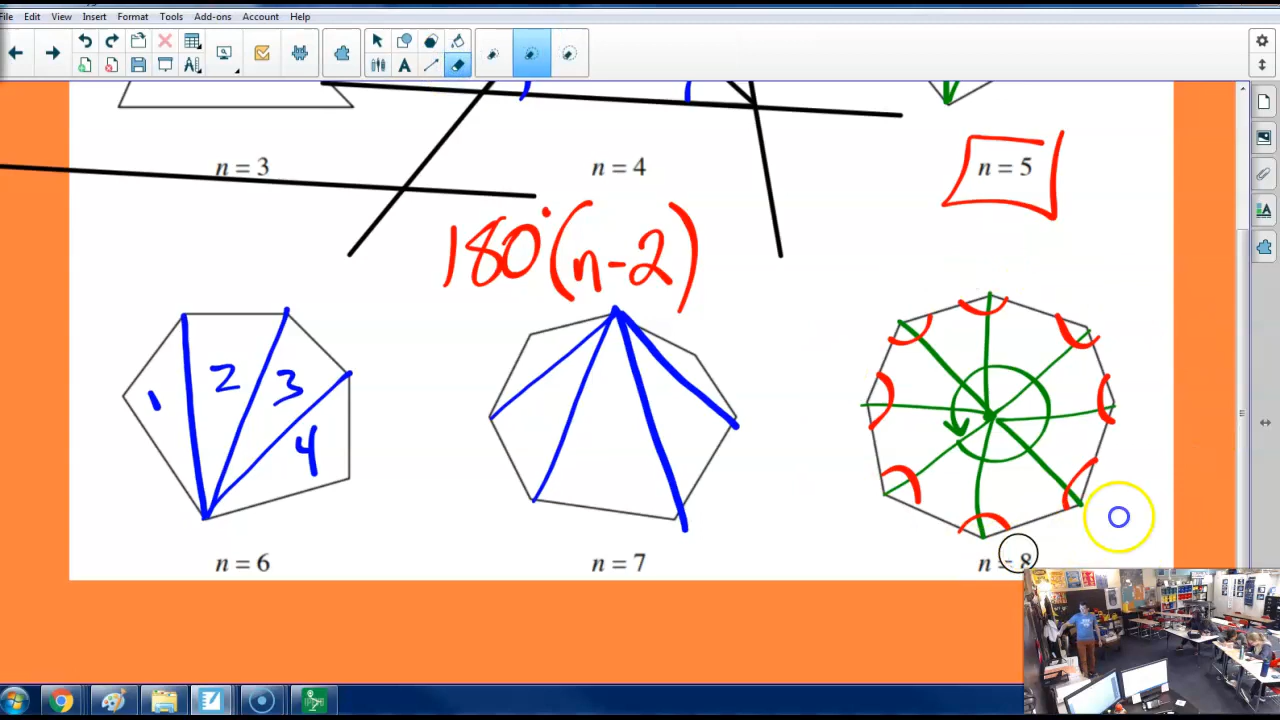 File Edit View Insert Format Tools Add-ons Account Help
n = 3
n = 4
n = 5
180°(n-2)
1 2 3 4
n = 6
n = 7
n = 8